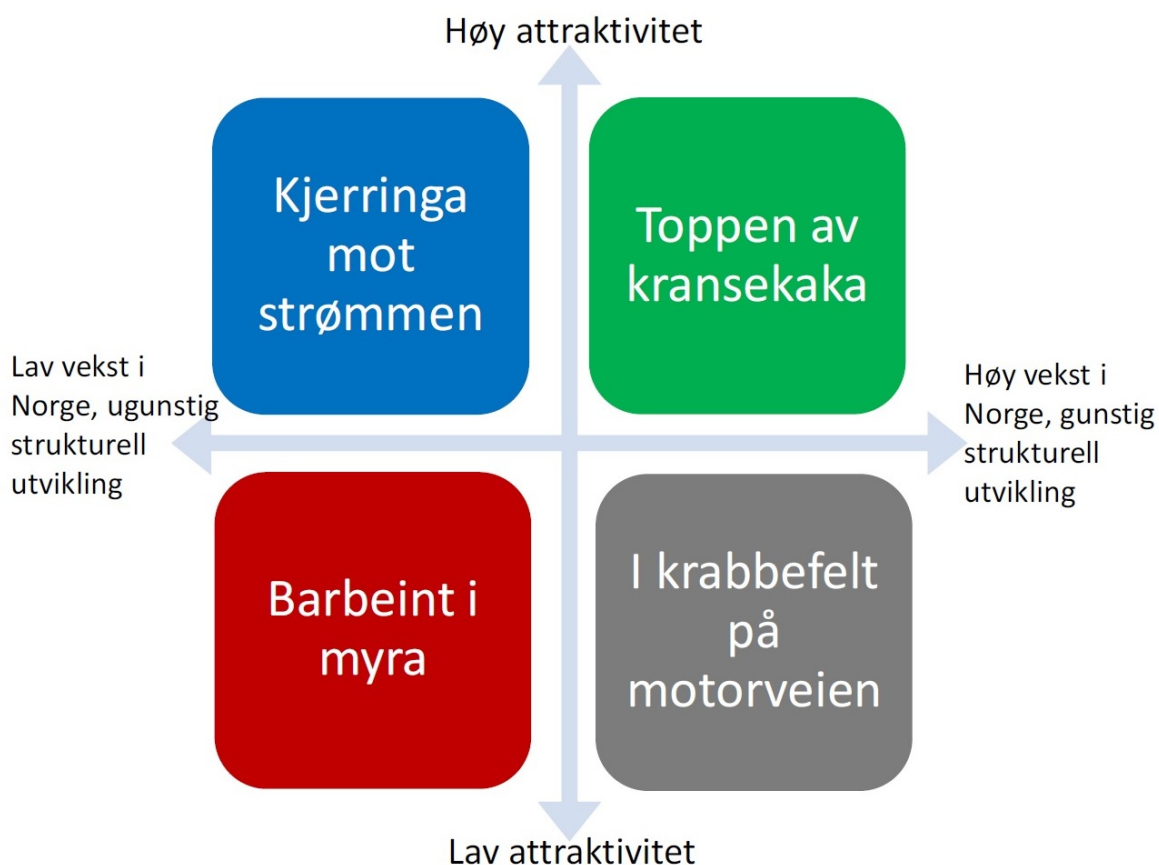 Høy attraktivitet
Kjerringa
mot
strømmen
Toppen av
kransekaka
Lav vekst i
Norge, ugunstig
strukturell
utvikling
Høy vekst i
Norge, gunstig
strukturell
utvikling
Barbeint i
myra
I krabbefelt
på
motorveien
Lav attraktivitet